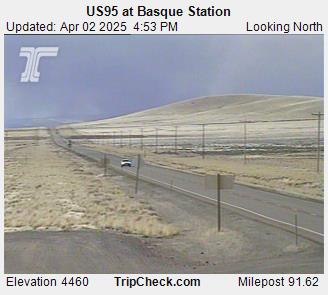 US95 at Basque Station
Updated: Apr 02 2025 4:53 PM Looking North
Elevation 4460 TripCheck.com Milepost 91.62